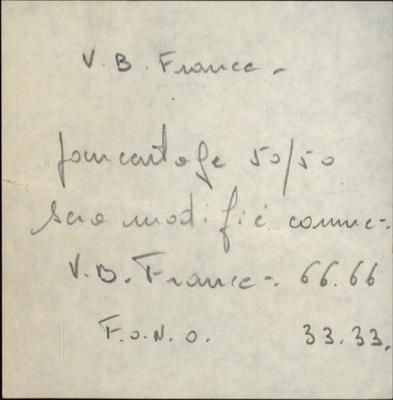 V. B. France -
pourcentage 50/50
sera modifié comme -.
V. B. France -. 66.66
F.O.N.O. 33.33.